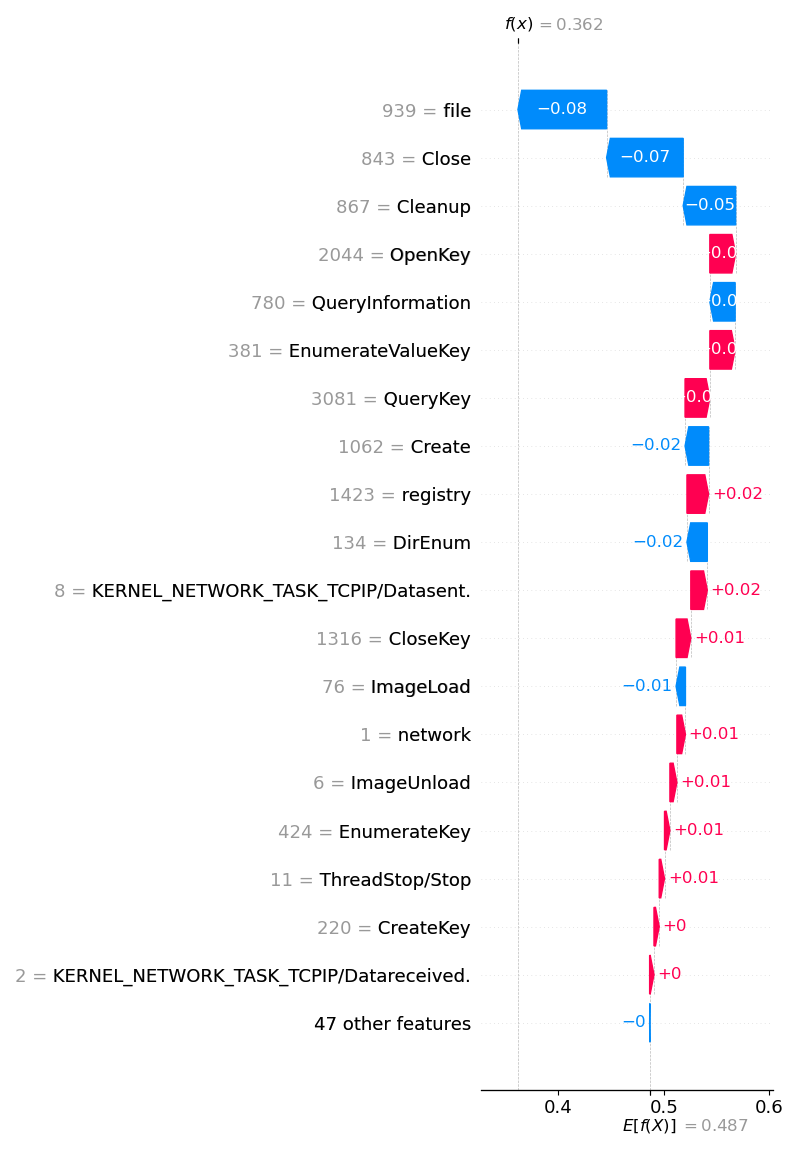 f(x) = 0.362
939 = file −0.08
843 = Close −0.07
867 = Cleanup −0.05
2044 = OpenKey
780 = QueryInformation
381 = EnumerateValueKey
3081 = QueryKey
1062 = Create −0.02
1423 = registry +0.02
134 = DirEnum −0.02
8 = KERNEL_NETWORK_TASK_TCPIP/Datasent. +0.02
1316 = CloseKey +0.01
76 = ImageLoad −0.01
1 = network +0.01
6 = ImageUnload +0.01
424 = EnumerateKey +0.01
11 = ThreadStop/Stop +0.01
220 = CreateKey +0
2 = KERNEL_NETWORK_TASK_TCPIP/Datareceived. +0
47 other features −0
0.4 0.5 0.6
E[f(X)] = 0.487